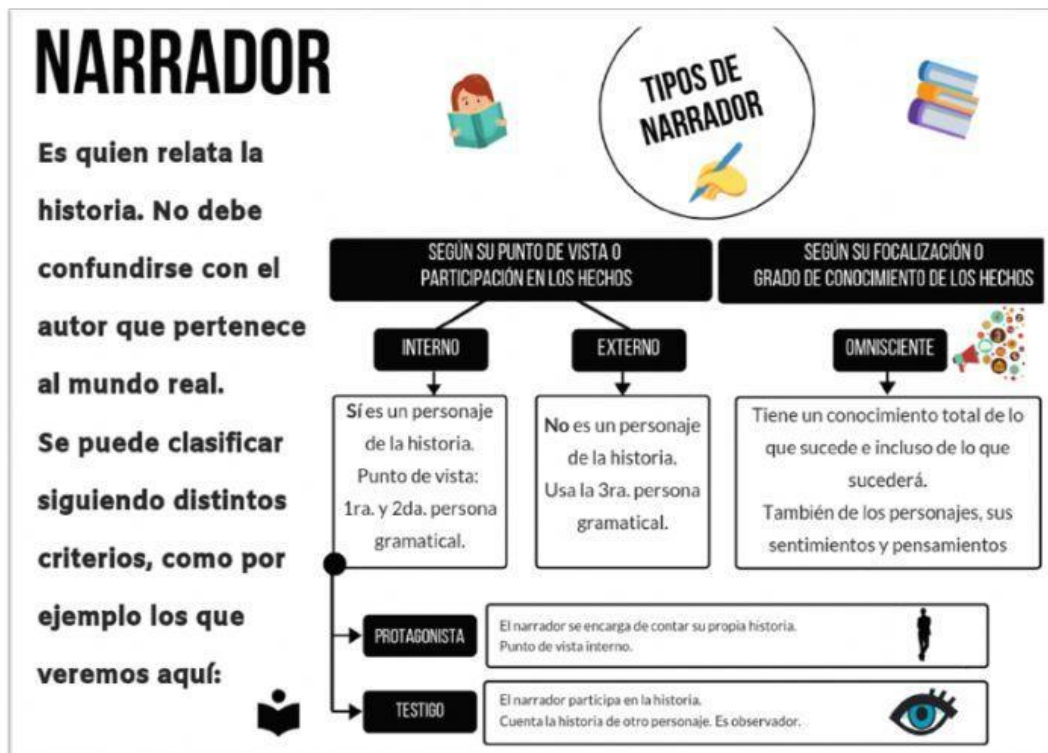 NARRADOR
Es quien relata la
historia. No debe
confundirse con el
autor que pertenece
al mundo real.
Se puede clasificar
siguiendo distintos
criterios, como por
ejemplo los que
veremos aquí:
TIPOS DE
NARRADOR
SEGÚN SU PUNTO DE VISTA O
PARTICIPACIÓN EN LOS HECHOS
INTERNO
Sí es un personaje
de la historia.
Punto de vista:
1ra. y 2da. persona
gramatical.
EXTERNO
No es un personaje
de la historia.
Usa la 3ra. persona
gramatical.
SEGÚN SU FOCALIZACIÓN O
GRADO DE CONOCIMIENTO DE LOS HECHOS
OMNISCIENTE
Tiene un conocimiento total de lo
que sucede e incluso de lo que
sucederá.
También de los personajes, sus
sentimientos y pensamientos
PROTAGONISTA
El narrador se encarga de contar su propia historia.
Punto de vista interno.
TESTIGO
El narrador participa en la historia.
Cuenta la historia de otro personaje. Es observador.